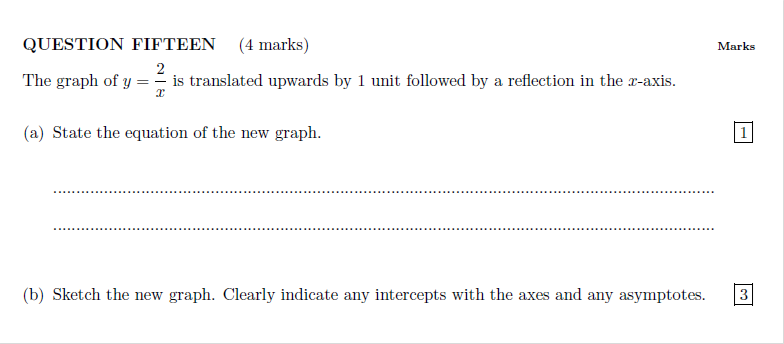 QUESTION FIFTEEN (4 marks) Marks
The graph of y = 2/x is translated upwards by 1 unit followed by a reflection in the x-axis.
(a) State the equation of the new graph. 1
(b) Sketch the new graph. Clearly indicate any intercepts with the axes and any asymptotes. 3